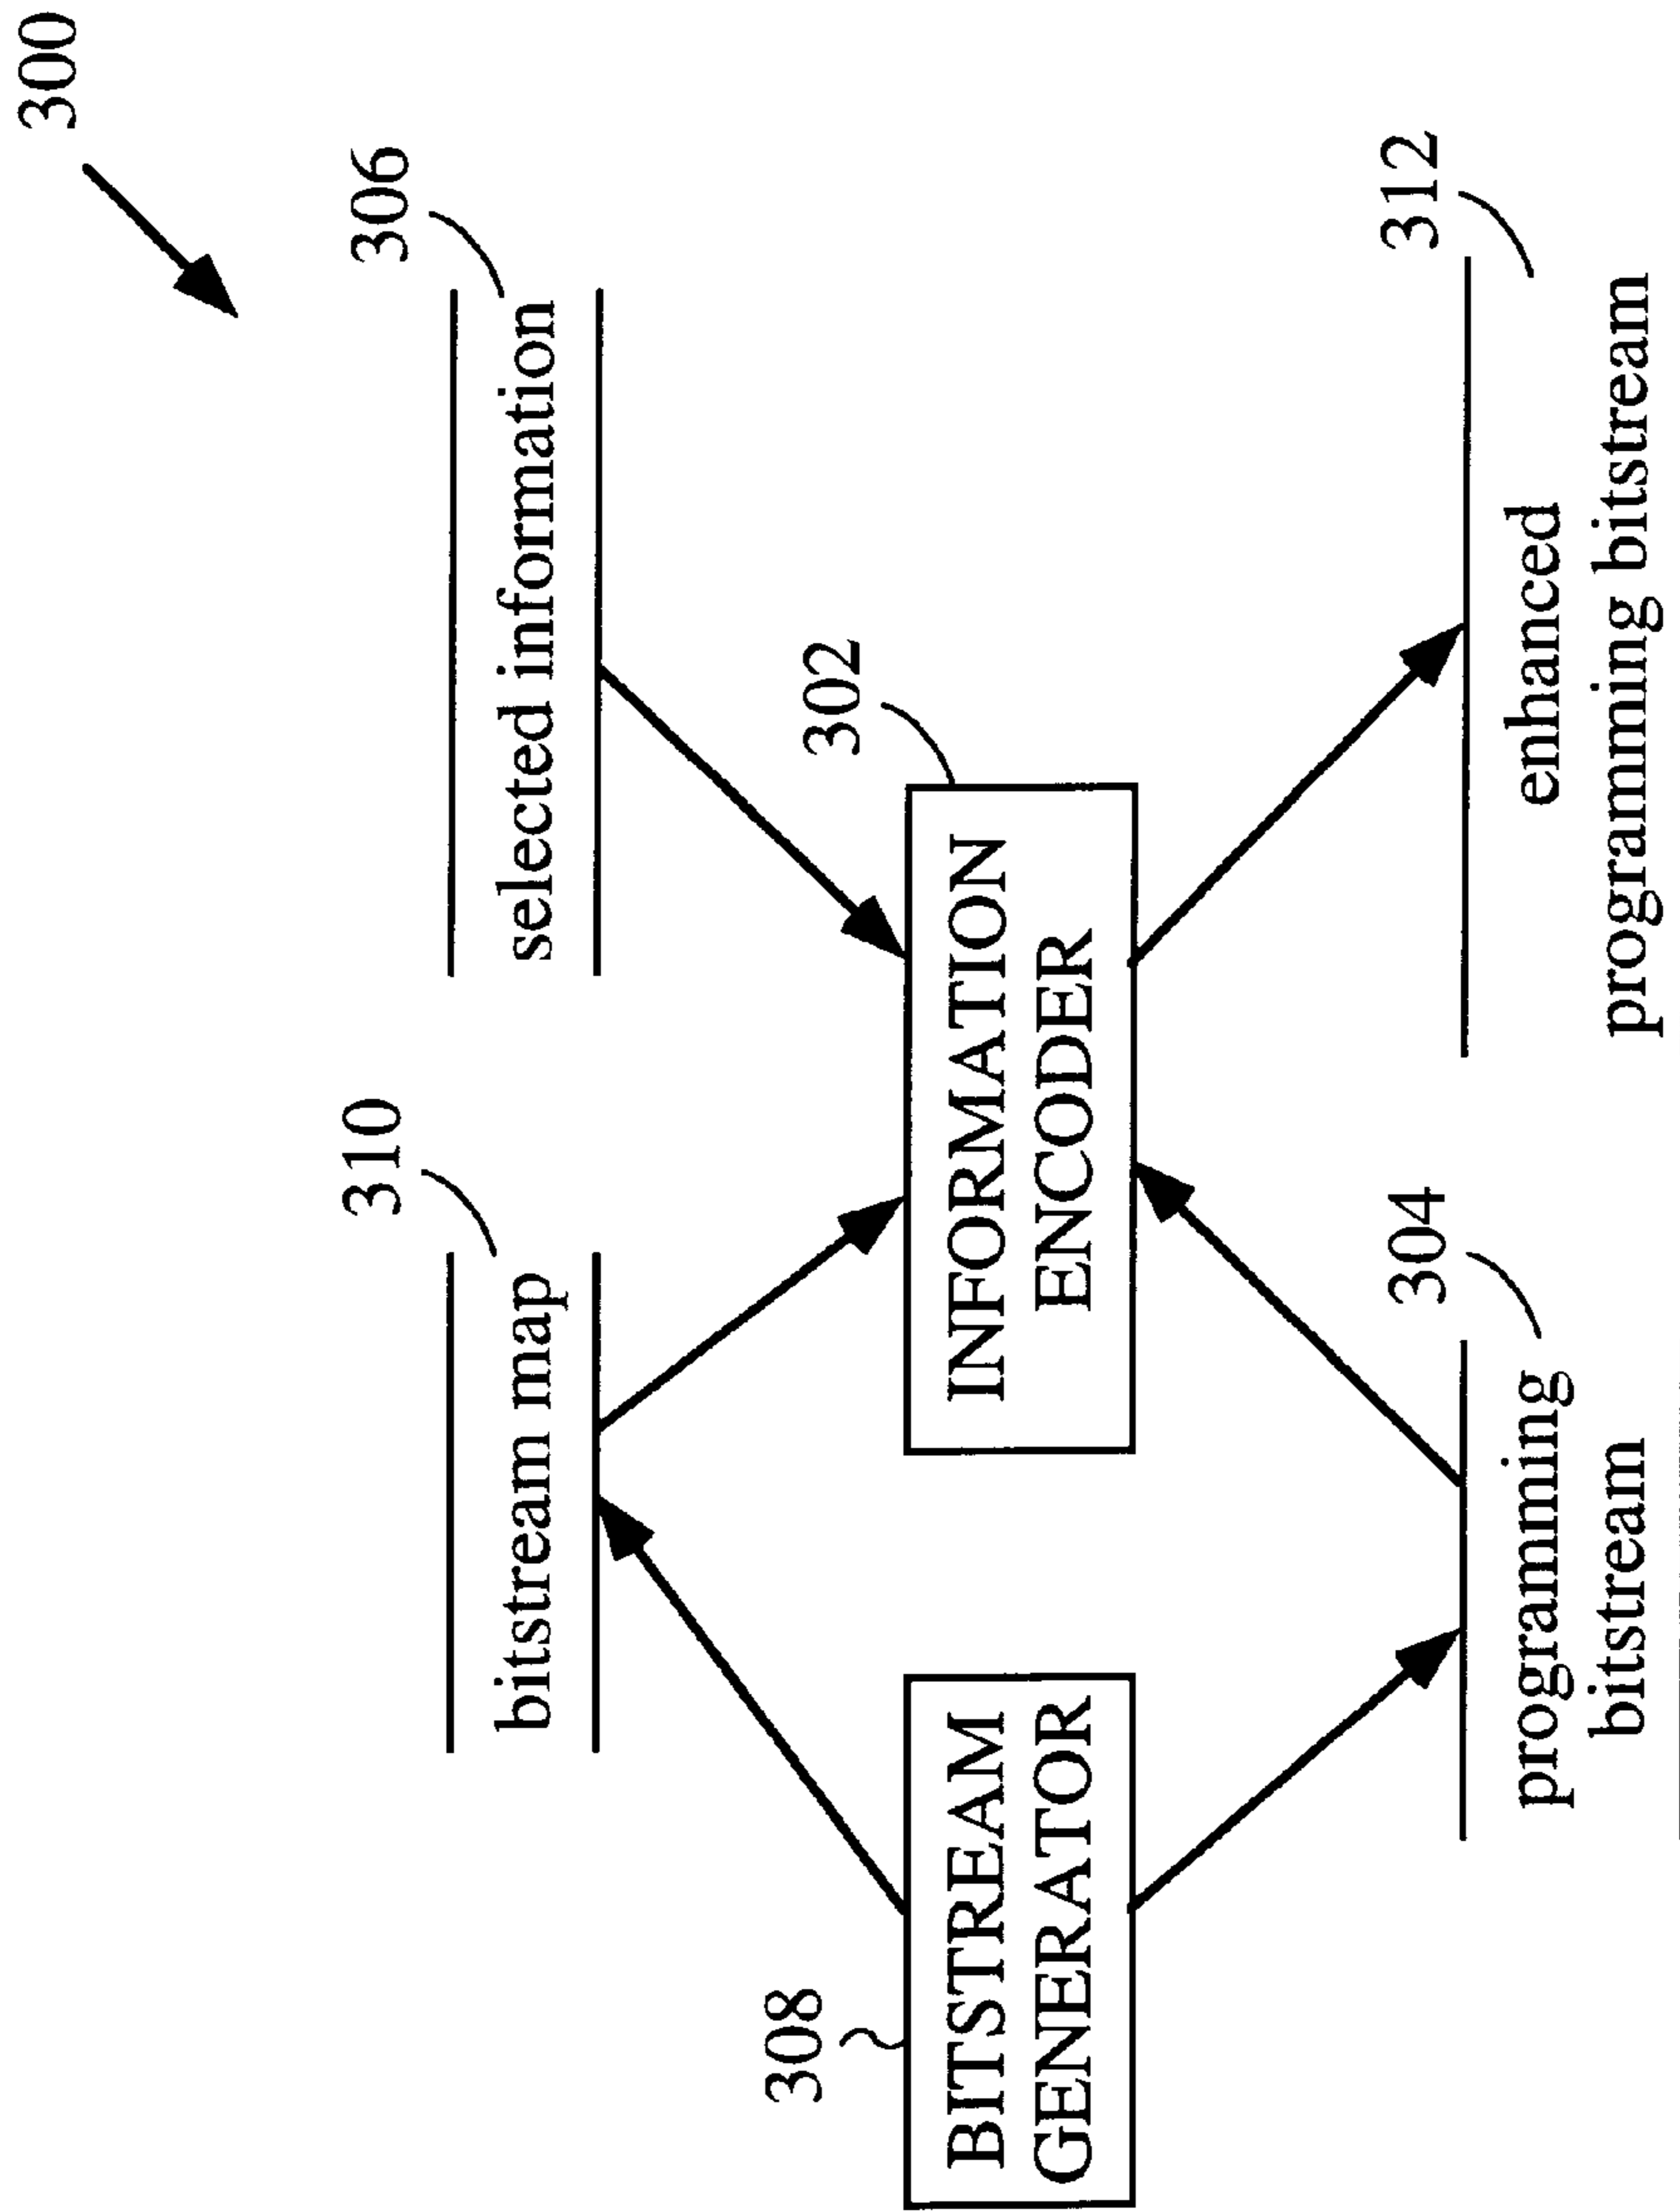 300
310
306
bitstream map
selected information
308
302
BITSTREAM
GENERATOR
INFORMATION
ENCODER
304
312
programming
bitstream
enhanced
programming bitstream